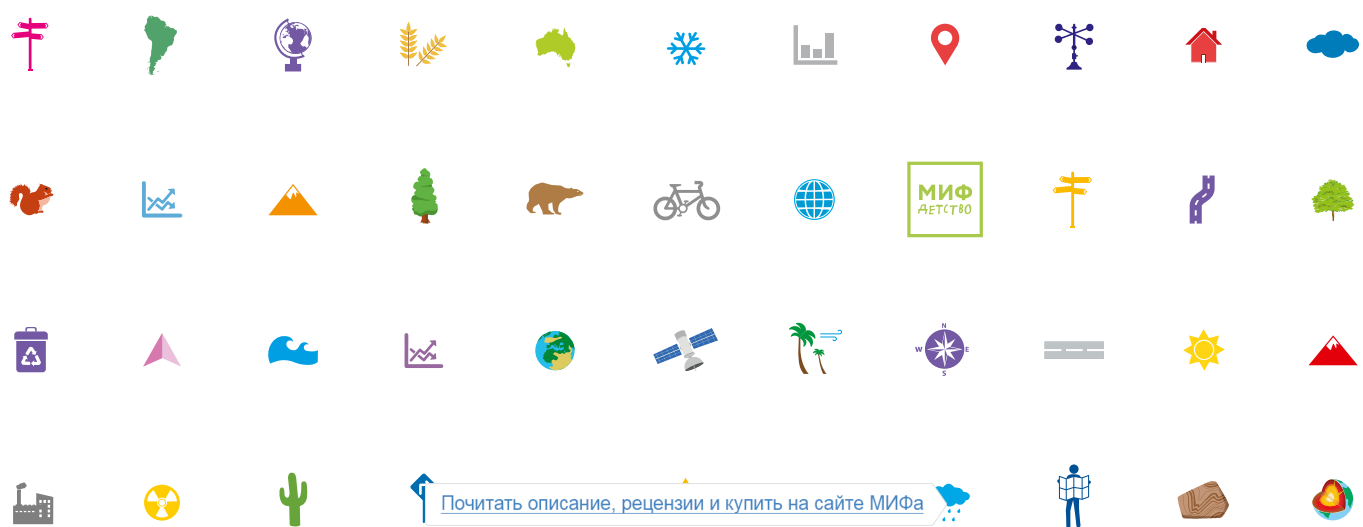 МИФ
ДЕТСТВО
N
W E
S
Почитать описание, рецензии и купить на сайте МИФа